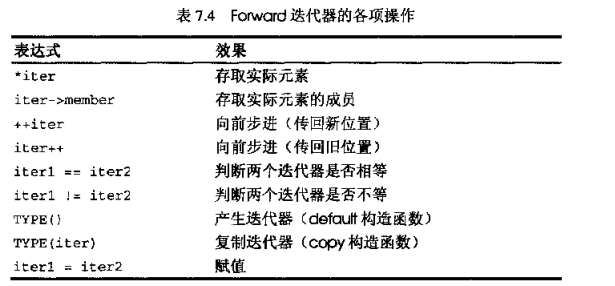 表 7.4 Forward 迭代器的各项操作
表达式 效果
*iter 存取实际元素
iter->member 存取实际元素的成员
++iter 向前步进（传回新位置）
iter++ 向前步进（传回旧位置）
iter1 == iter2 判断两个迭代器是否相等
iter1 != iter2 判断两个迭代器是否不等
TYPE() 产生迭代器（default 构造函数）
TYPE(iter) 复制迭代器（copy 构造函数）
iter1 = iter2 赋值